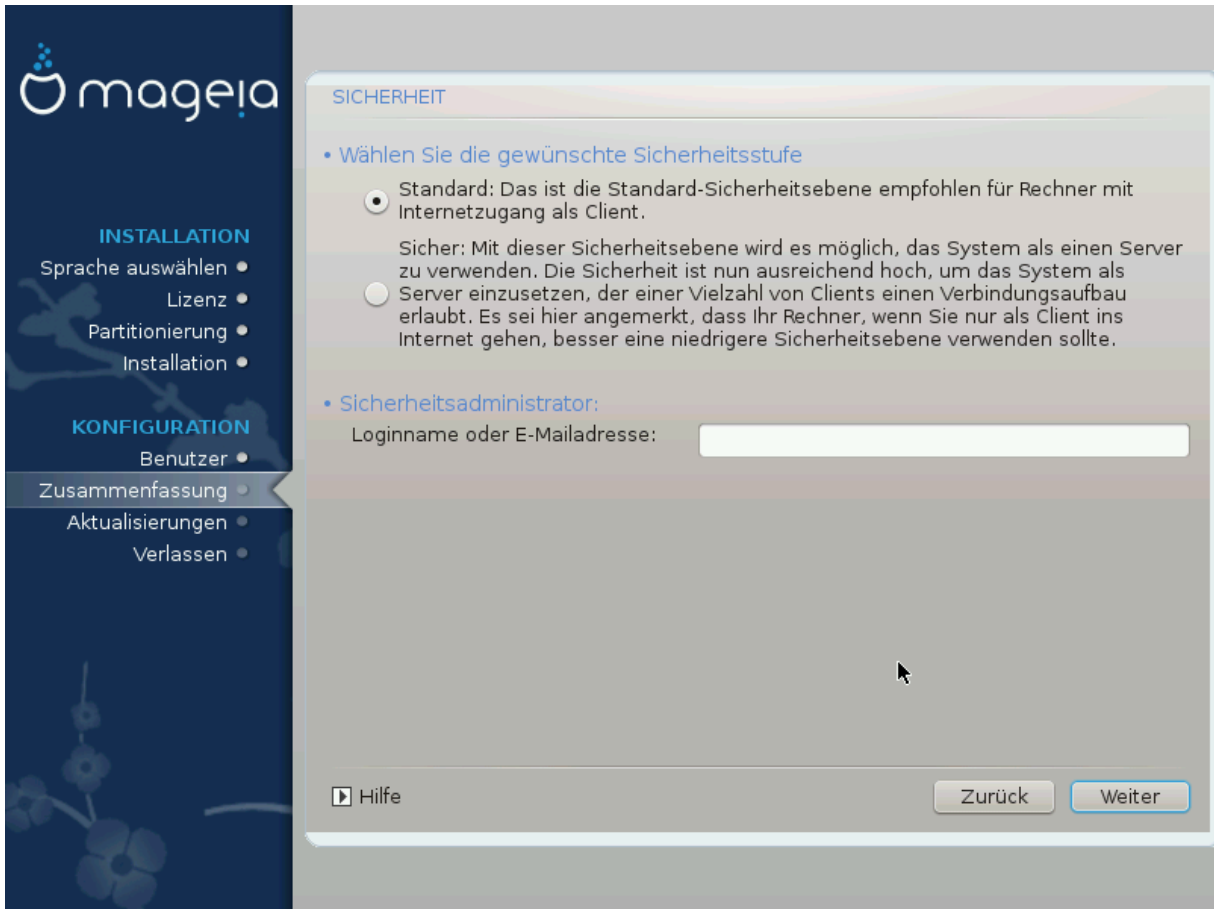 mageia
INSTALLATION
Sprache auswählen
Lizenz
Partitionierung
Installation
KONFIGURATION
Benutzer
Zusammenfassung
Aktualisierungen
Verlassen
SICHERHEIT
• Wählen Sie die gewünschte Sicherheitsstufe
Standard: Das ist die Standard-Sicherheitsebene empfohlen für Rechner mit
Internetzugang als Client.
Sicher: Mit dieser Sicherheitsebene wird es möglich, das System als einen Server
zu verwenden. Die Sicherheit ist nun ausreichend hoch, um das System als
Server einzusetzen, der einer Vielzahl von Clients einen Verbindungsaufbau
erlaubt. Es sei hier angemerkt, dass Ihr Rechner, wenn Sie nur als Client ins
Internet gehen, besser eine niedrigere Sicherheitsebene verwenden sollte.
• Sicherheitsadministrator:
Loginname oder E-Mailadresse:
Hilfe
Zurück
Weiter